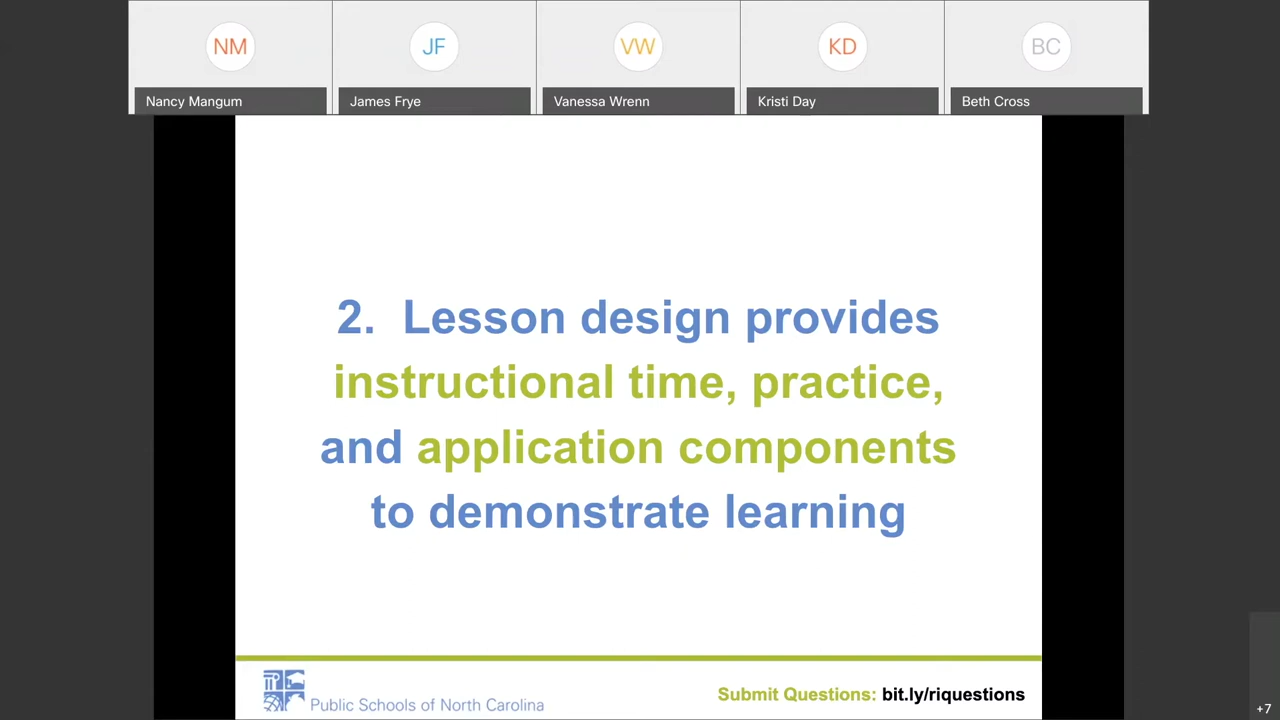 NM JF VW KD BC
Nancy Mangum James Frye Vanessa Wrenn Kristi Day Beth Cross
2. Lesson design provides
instructional time, practice,
and application components
to demonstrate learning
Public Schools of North Carolina
Submit Questions: bit.ly/riquestions
+7